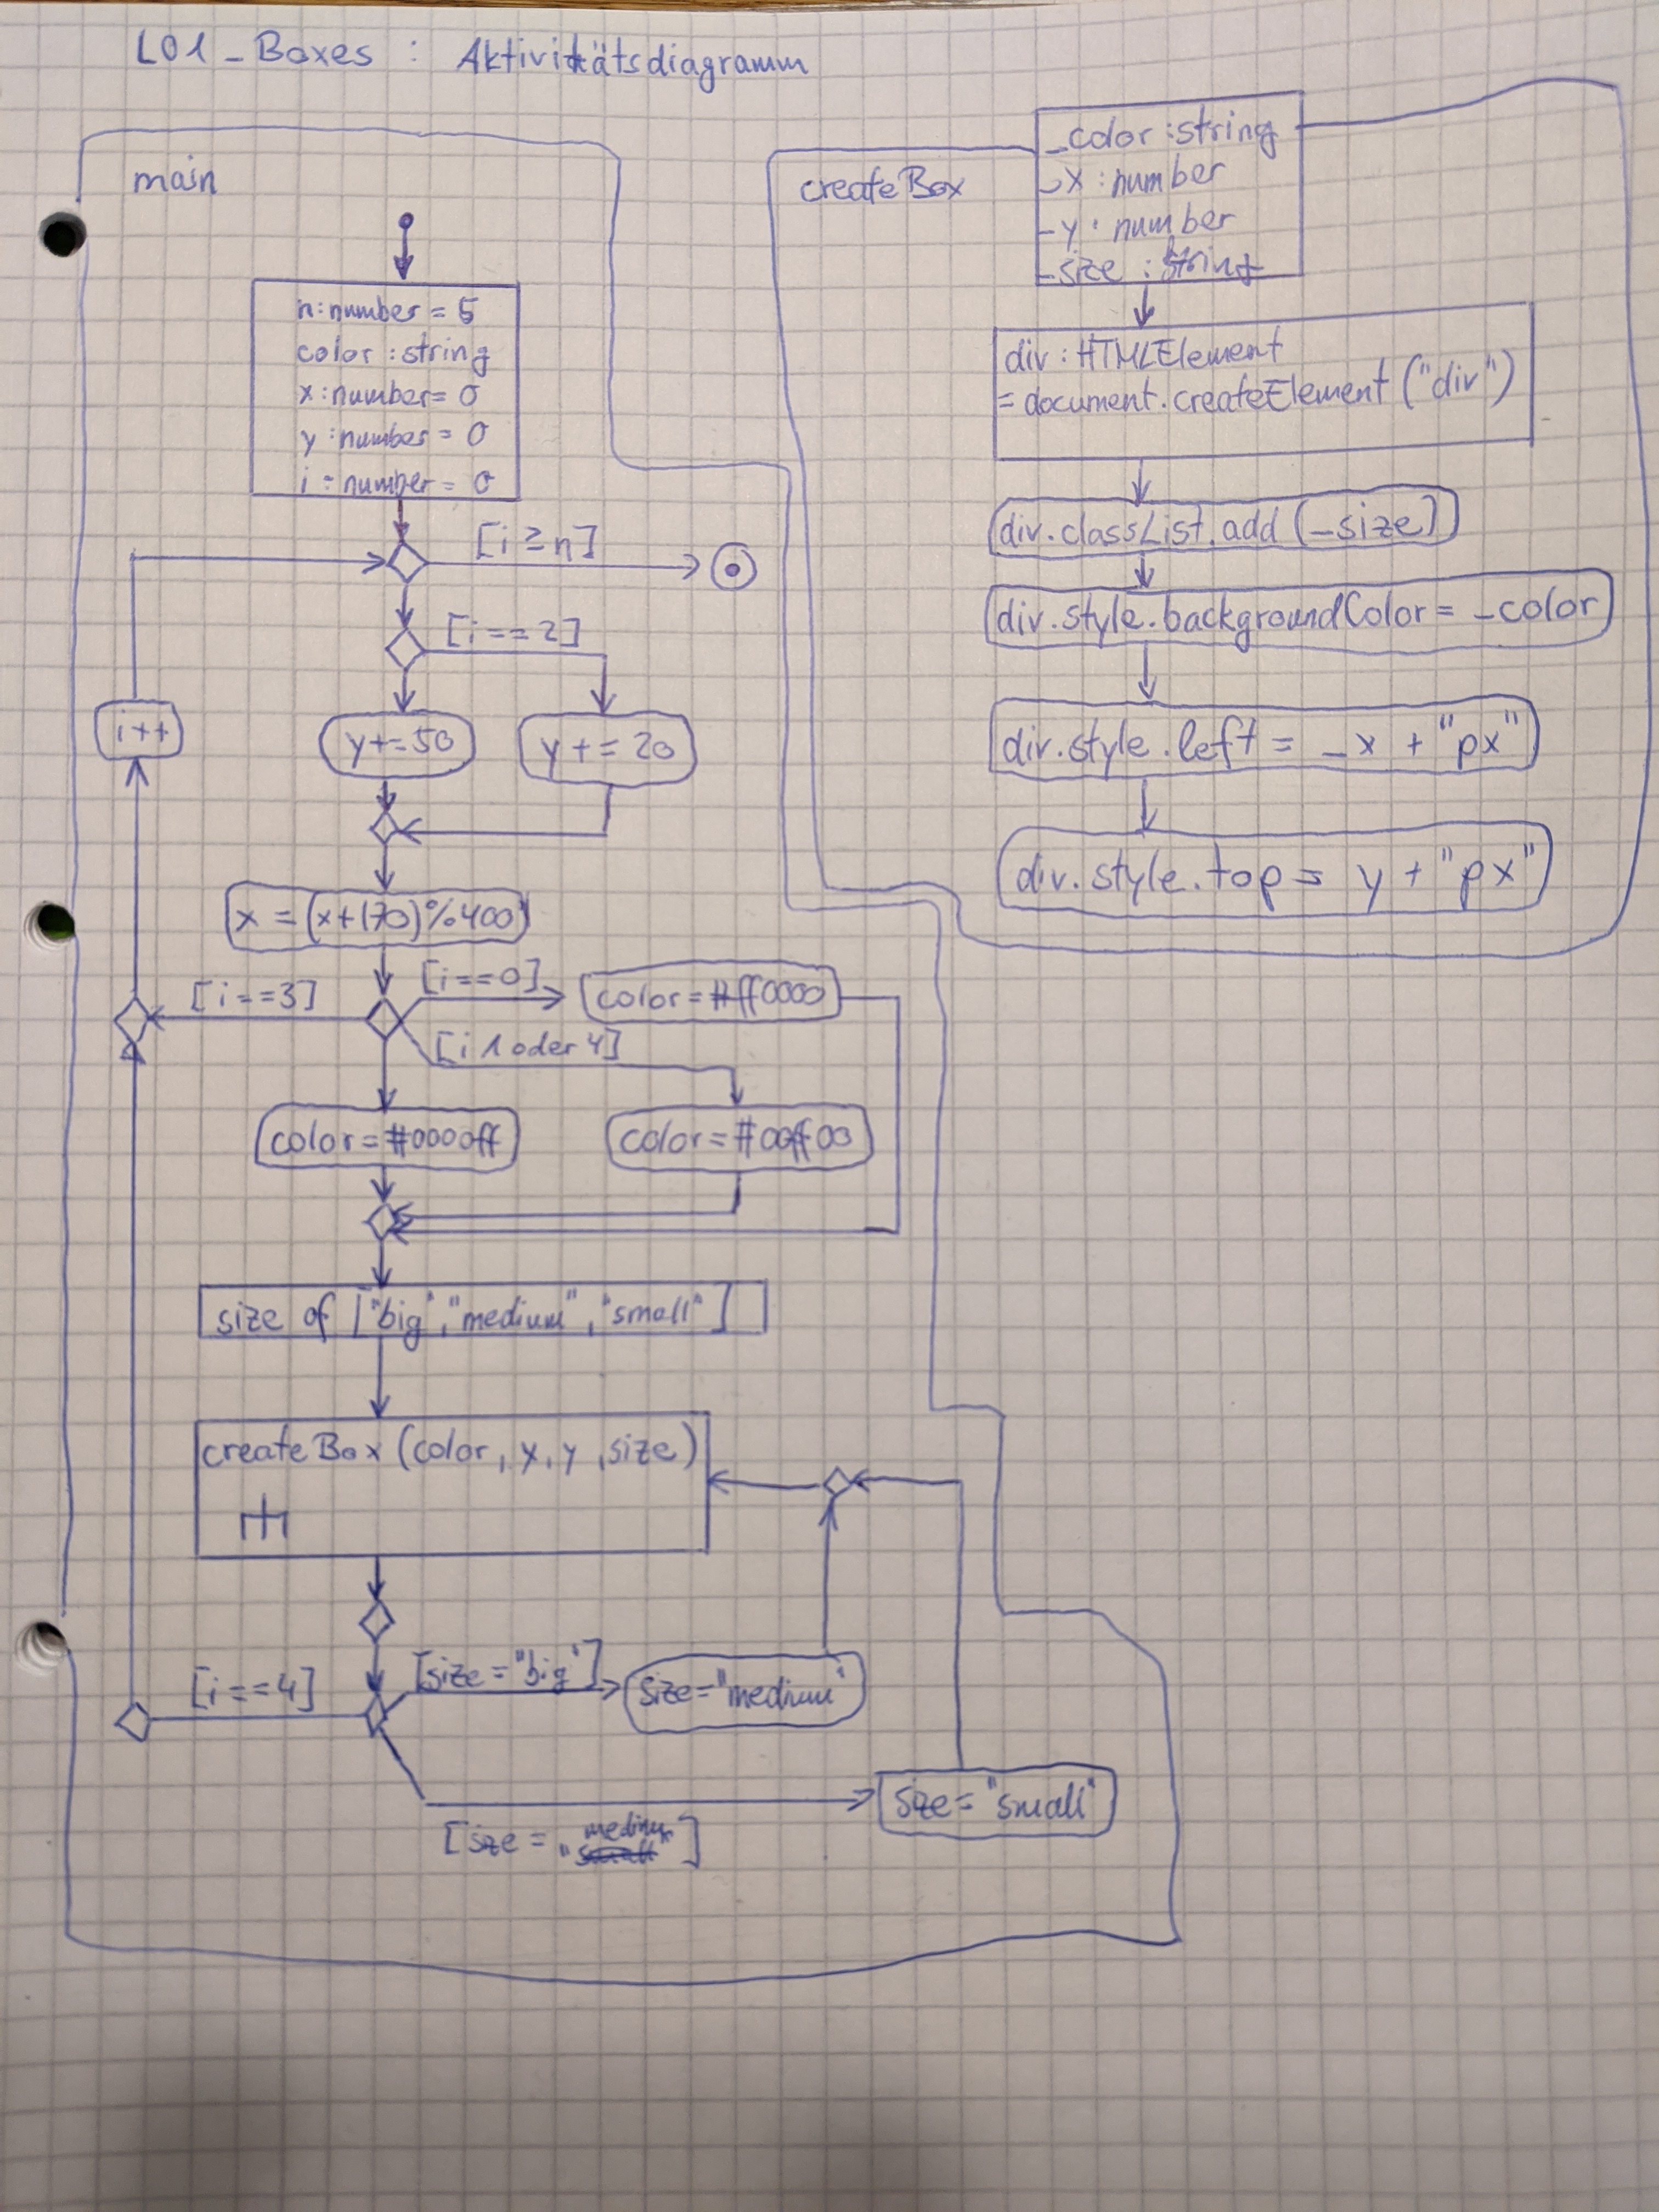 L01_Boxes : Aktivitätsdiagramm
main
n:number = 5
color :string
x:number= 0
y:number = 0
i - number = 0
[i ≥ n]
[i==2]
i++
y+=50
y += 20
x = (x+170)%400
[i==3]
[i==0]
color=#ff0000
[i 1 oder 4]
color=#0000ff
color=#00ff00
size of ["big","medium","small"]
createBox (color, x, y ,size)
[i==4]
[size="big"]
size="medium"
size="small"
[size = "medium"]
createBox
_color :string
_x :number
_y : number
_size : string
div : HTMLElement
= document.createElement ("div")
div.classList.add (_size)
div.style.backgroundColor = _color
div.style.left = _x + "px"
div.style.top = y + "px"